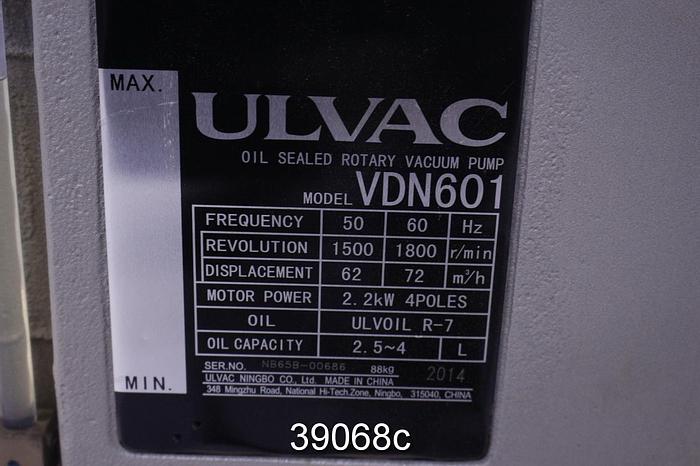 MAX.
ULVAC
OIL SEALED ROTARY VACUUM PUMP
MODEL VDN601
FREQUENCY 50 60 Hz
REVOLUTION 1500 1800 r/min
DISPLACEMENT 62 72 m³/h
MOTOR POWER 2.2kW 4POLES
OIL ULVOIL R-7
OIL CAPACITY 2.5~4 L
SER.NO. NB65B-00686 88kg 2014
ULVAC NINGBO CO., Ltd. MADE IN CHINA
348 Mingzhu Road, National Hi-Tech.Zone, Ningbo, 315040, CHINA
MIN.
39068c